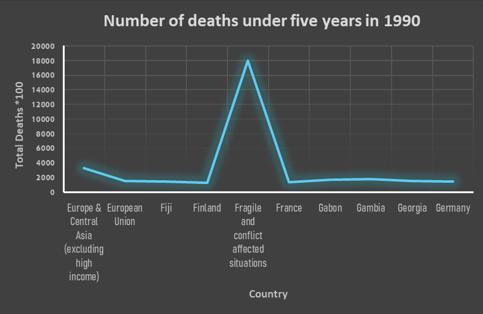 Number of deaths under five years in 1990
Total Deaths *100
20000
18000
16000
14000
12000
10000
8000
6000
4000
2000
0
Europe &
Central
Asia
(excluding
high
income)
European
Union
Fiji
Finland
Fragile
and
conflict
affected
situations
France
Gabon
Gambia
Georgia
Germany
Country